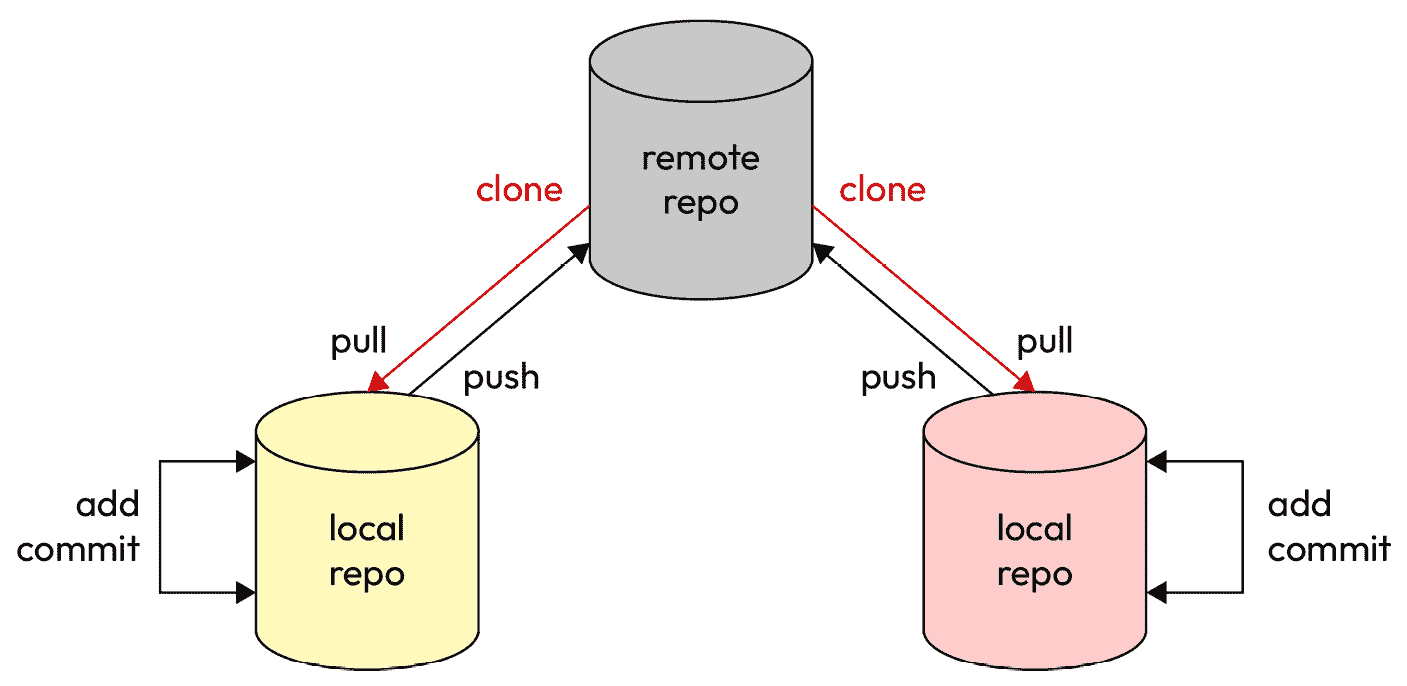 remote
repo
clone
clone
pull
push
push
pull
add
commit
local
repo
local
repo
add
commit